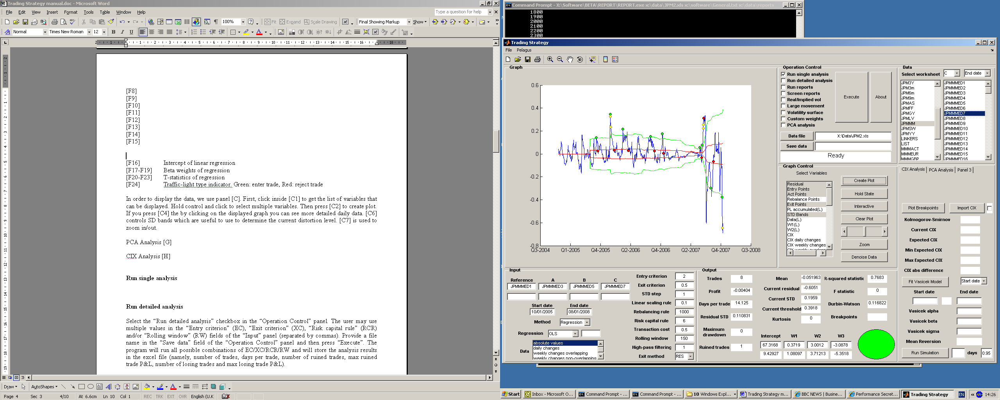 Trading Strategy manual.doc - Microsoft Word
File Edit View Insert Format Tools Table Window Help
Type a question for help
100%
Fit Expand Scale Drawing
Final Showing Markup Show
Normal Times New Roman 12 B I U
[F8]
[F9]
[F10]
[F11]
[F12]
[F13]
[F14]
[F15]
[F16] Intercept of linear regression
[F17-F19] Beta weights of regression
[F20-F23] T-statistics of regression
[F24] Traffic-light type indicator. Green: enter trade, Red: reject trade
In order to display the data, we use panel [C]. First, click inside [C1] to get the list of variables that
can be displayed. Hold control and click to select multiple variables. Then press [C2] to create plot.
If you press [C4] the by clicking on the displayed graph you can see more detailed daily data. [C6]
controls SD bands which are useful to use to determine the current distortion level. [C7] is used to
zoom in/out.
PCA Analysis [G]
CIX Analysis [H]
Run single analysis
Run detailed analysis
Select the “Run detailed analysis” checkbox in the “Operation Control” panel. The user may use
multiple values in the “Entry criterion” (EC), “Exit criterion” (XC), “Risk capital rule” (RCR)
and/or “Rolling window” (RW) fields of the “Input” panel (separated by commas). Provide a file
name in the “Save data” field of the “Operation Control” panel and then press “Execute”. The
program will run all possible combinations of EC/XC/RCR/RW and will store the analysis results
in the excel file (namely, number of trades, days per trade, number of ruined trades, max ruined
trade P&L, number of losing trades and max losing trade P&L).
Draw AutoShapes
Page 4 Sec 3 4/10 At 6.6cm Ln 10 Col 1 REC TRK EXT OVR English (U.K
Command Prompt - X:\Software\BETA\REPORT\REPORT.exe x:\data\JPM2.xls x:\software\General.txt x:\data\reports
1800
1900
2000
2100
2200
2300
Trading Strategy
File Pelagus
Graph
0.6
0.4
0.2
0
-0.2
-0.4
-0.6
-0.8
Q3-2004 Q1-2005 Q4-2005 Q2-2006 Q4-2006 Q2-2007 Q4-2007 Q3-2008
Operation Control
Run single analysis
Run detailed analysis
Run reports
Screen reports
Real/Implied vol
Large movement
Volatility surface
Custom weights
PCA analysis
Execute
About
Data file X:\Data\JPM2.xls
Save data
Ready
Data
Select worksheet C End date
JPM3Y
JPM3m
JPM6m
JPM9m
JPMAS
JPMFF
JPMGY
JPMLV
JPMMM
JPMSW
JPMYY
LINKERS
LIST
MMMACT
MMMEUR
MMMGBP
JPMMMED1
JPMMMED2
JPMMMED3
JPMMMED4
JPMMMED5
JPMMMED6
JPMMMED7
JPMMMED8
JPMMMED9
JPMMMED10
JPMMMED11
JPMMMED12
JPMMMED13
JPMMMED14
JPMMMED15
JPMMMED16
Graph Control
Select Variables
Residual
Entry Points
Act Points
Rebalance Points
Exit Points
PL accumulated(L)
STD Bands
Data(L)
W1(L)
W2(L)
CIX
CIX daily changes
CIX weekly changes
CIX weekly overlapp
Create Plot
Hold State
Interactive
Clear Plot
Zoom
Denoise Data
CIX Analysis PCA Analysis Panel 3
Plot Breakpoints Import CIX
Kolmogorov-Smirnov
Current CIX
Expected CIX
Min Expected CIX
Max Expected CIX
CIX abs difference
Fit Vasicek Model Start date
Start date End date
Vasicek alpha
Vasicek beta
Vasicek sigma
Mean Reversion
Run Simulation days 0.95
Input
Reference A B C
JPMMMED1 JPMMMED3 JPMMMED5 JPMMMED7
Start date End date
10/01/2005 08/01/2008
Method Regression
Regression OLS
Data
absolute values
daily changes
weekly changes overlapping
weekly changes non-overlapping
Entry criterion 2
Exit criterion 0.5
STD step 1
Linear scaling rule 0.1
Rebalancing rule 1000
Risk capital rule 6
Transaction cost 0.5
Rolling window 150
High-pass filtering 1
Exit method RES
Output
Trades 8
Profit -0.00404
Days per trade 14.125
Residual STD 0.110831
Maximum
drawdown 0
Ruined trades 1
Mean -0.051963
Current residual -0.6051
Current STD 0.1959
Current threshold 0.3918
Kurtosis 0
R-squared statistic 0.7683
F statistic 0
Durbin-Watson 0.116822
Breakpoints
Intercept W1 W2 W3
67.3168 0.3719 3.0012 -3.0878
9.42927 1.08097 3.71213 -5.3518
Start Inbox - Microsoft O... Command Prompt - ... Command Prompt - ... 10 Windows Expl... Trading Strategy m... BBC NEWS | Busine... Performance Secret... Trading Strategy EN 14:26